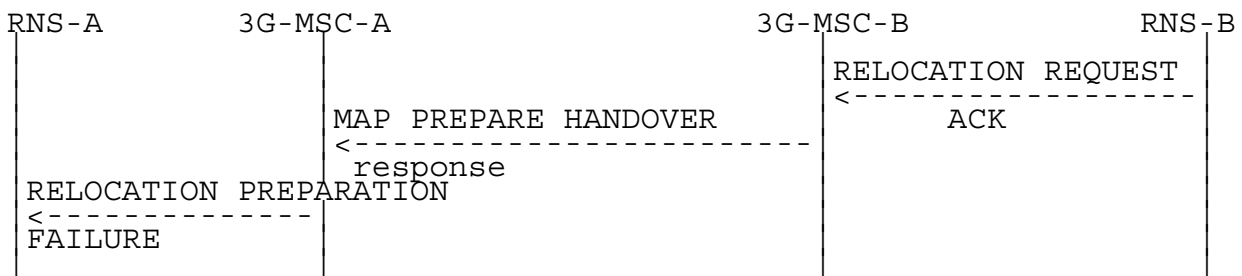 RNS-A 3G-MSC-A 3G-MSC-B RNS-B
RELOCATION REQUEST
ACK
MAP PREPARE HANDOVER
response
RELOCATION PREPARATION
FAILURE